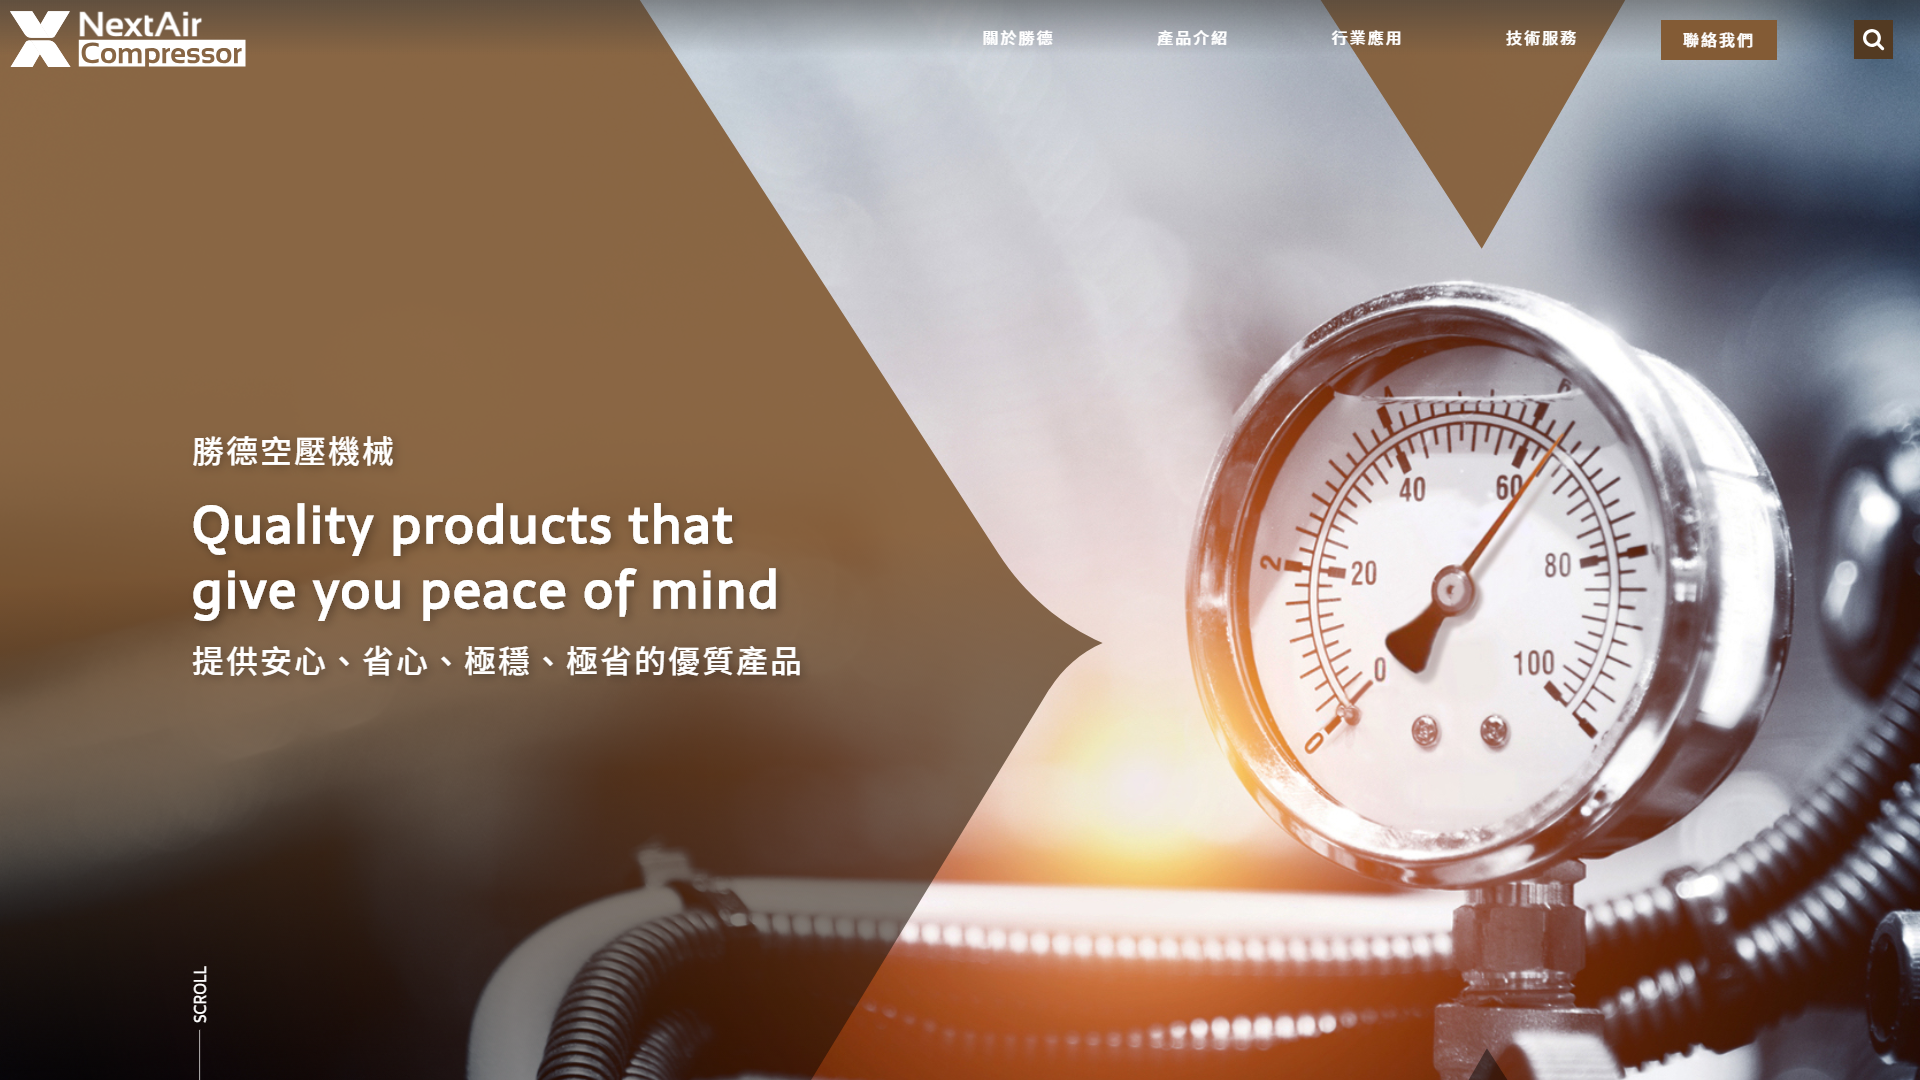 NextAir
Compressor
關於勝德
產品介紹
行業應用
技術服務
聯絡我們
勝德空壓機械
Quality products that
give you peace of mind
提供安心、省心、極穩、極省的優質產品
SCROLL
40
60
2
20
80
0
100
0